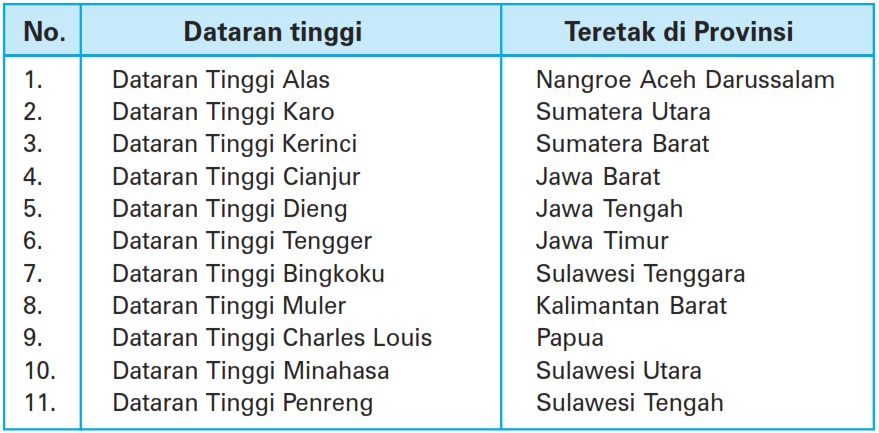 No. Dataran tinggi Teretak di Provinsi
1. Dataran Tinggi Alas Nangroe Aceh Darussalam
2. Dataran Tinggi Karo Sumatera Utara
3. Dataran Tinggi Kerinci Sumatera Barat
4. Dataran Tinggi Cianjur Jawa Barat
5. Dataran Tinggi Dieng Jawa Tengah
6. Dataran Tinggi Tengger Jawa Timur
7. Dataran Tinggi Bingkoku Sulawesi Tenggara
8. Dataran Tinggi Muler Kalimantan Barat
9. Dataran Tinggi Charles Louis Papua
10. Dataran Tinggi Minahasa Sulawesi Utara
11. Dataran Tinggi Penreng Sulawesi Tengah